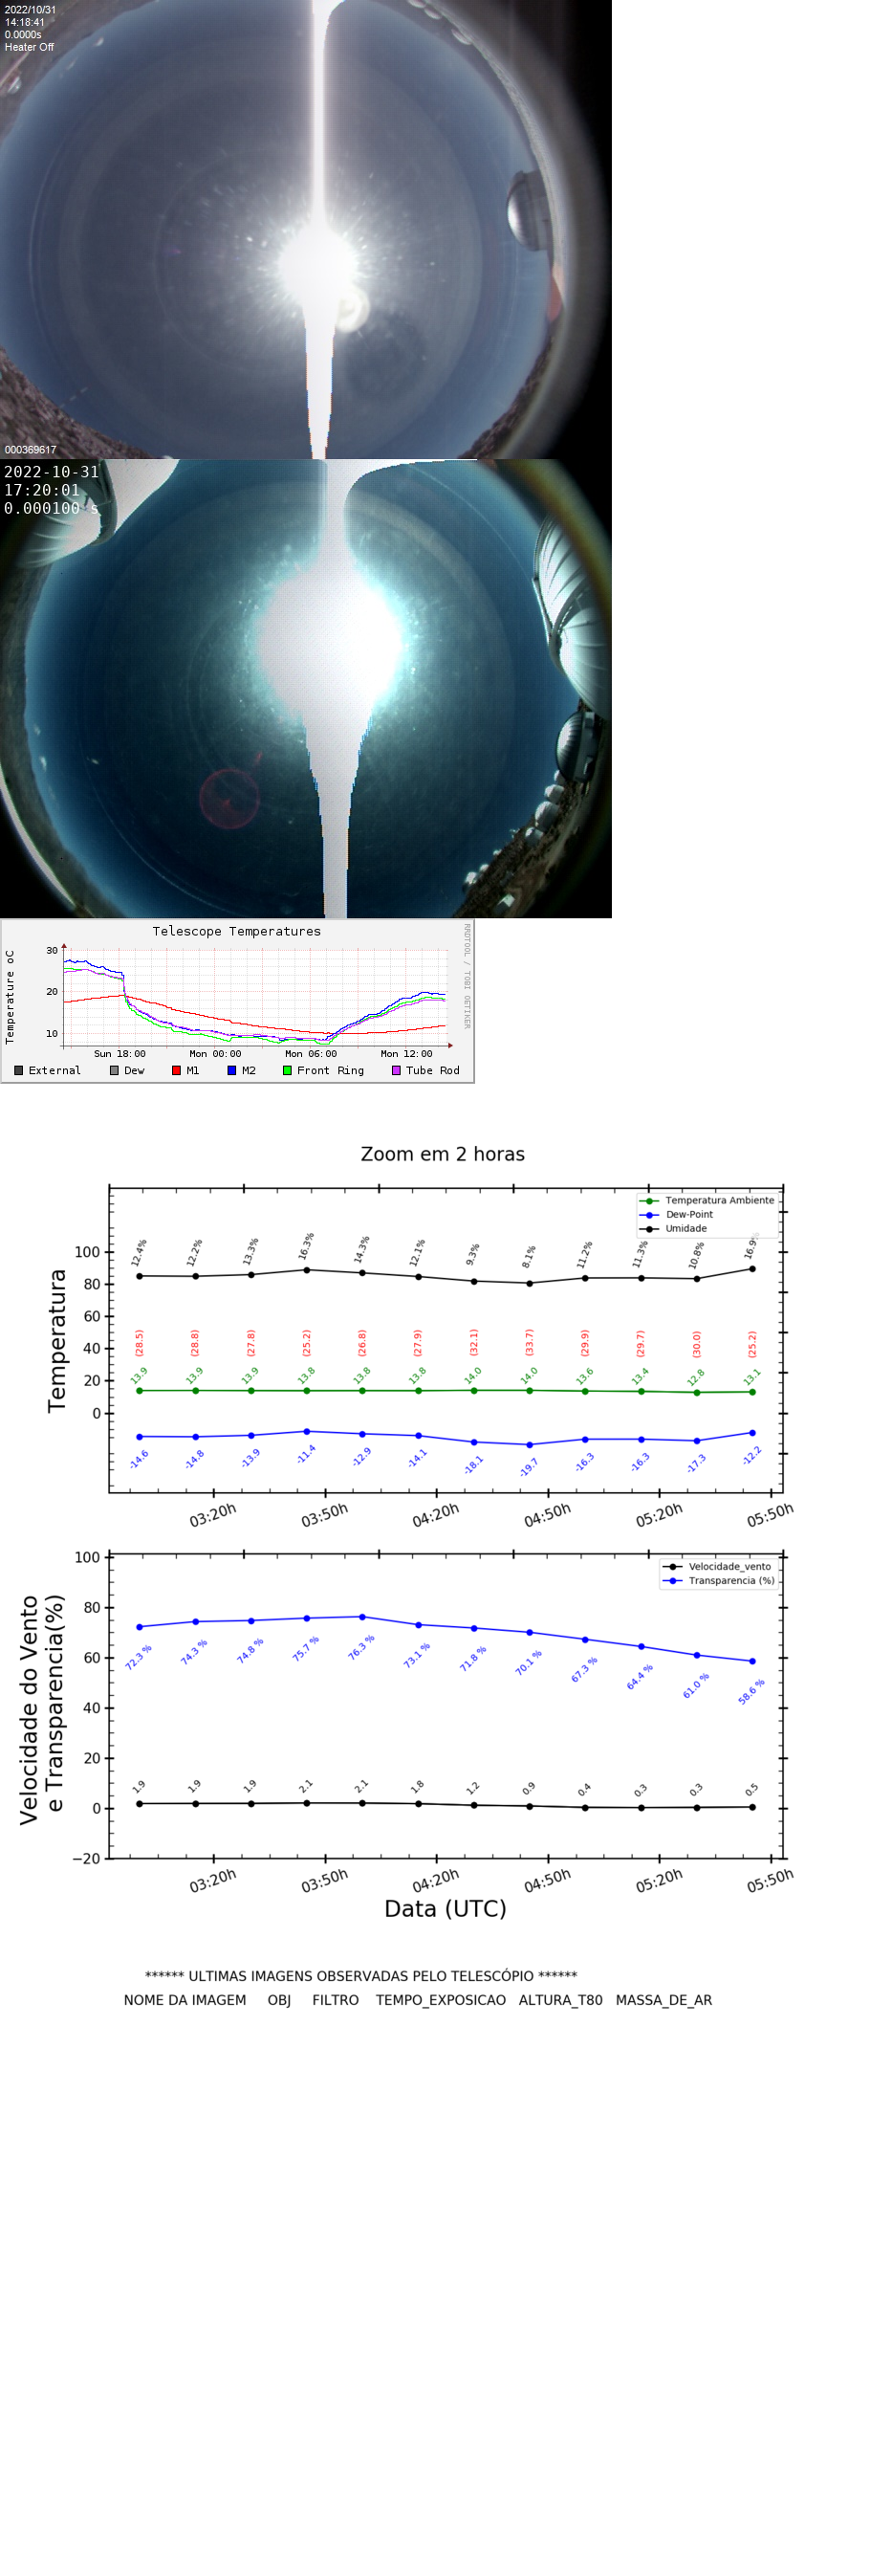 2022/10/31
14:18:41
0.0000s
Heater Off
000369617
2022-10-31
17:20:01
0.000100 s
Telescope Temperatures
RRDTOOL / TOBI OETIKER
Temperature oC
30
20
10
Sun 18:00 Mon 00:00 Mon 06:00 Mon 12:00
External Dew M1 M2 Front Ring Tube Rod
Zoom em 2 horas
Temperatura Ambiente
Dew-Point
Umidade
Temperatura
100
80
60
40
20
0
12.4% 12.2% 13.3% 16.3% 14.3% 12.1% 9.3% 8.1% 11.2% 11.3% 10.8% 16.9%
(28.5) (28.8) (27.8) (25.2) (26.8) (27.9) (32.1) (33.7) (29.9) (29.7) (30.0) (25.2)
13.9 13.9 13.9 13.8 13.8 13.8 14.0 14.0 13.6 13.4 12.8 13.1
-14.6 -14.8 -13.9 -11.4 -12.9 -14.1 -18.1 -19.7 -16.3 -16.3 -17.3 -12.2
03:20h 03:50h 04:20h 04:50h 05:20h 05:50h
Velocidade_vento
Transparencia (%)
Velocidade do Vento
e Transparencia(%)
100
80
60
40
20
0
−20
72.3 % 74.3 % 74.8 % 75.7 % 76.3 % 73.1 % 71.8 % 70.1 % 67.3 % 64.4 % 61.0 % 58.6 %
1.9 1.9 1.9 2.1 2.1 1.8 1.2 0.9 0.4 0.3 0.3 0.5
03:20h 03:50h 04:20h 04:50h 05:20h 05:50h
Data (UTC)
****** ULTIMAS IMAGENS OBSERVADAS PELO TELESCÓPIO ******
NOME DA IMAGEM OBJ FILTRO TEMPO_EXPOSICAO ALTURA_T80 MASSA_DE_AR